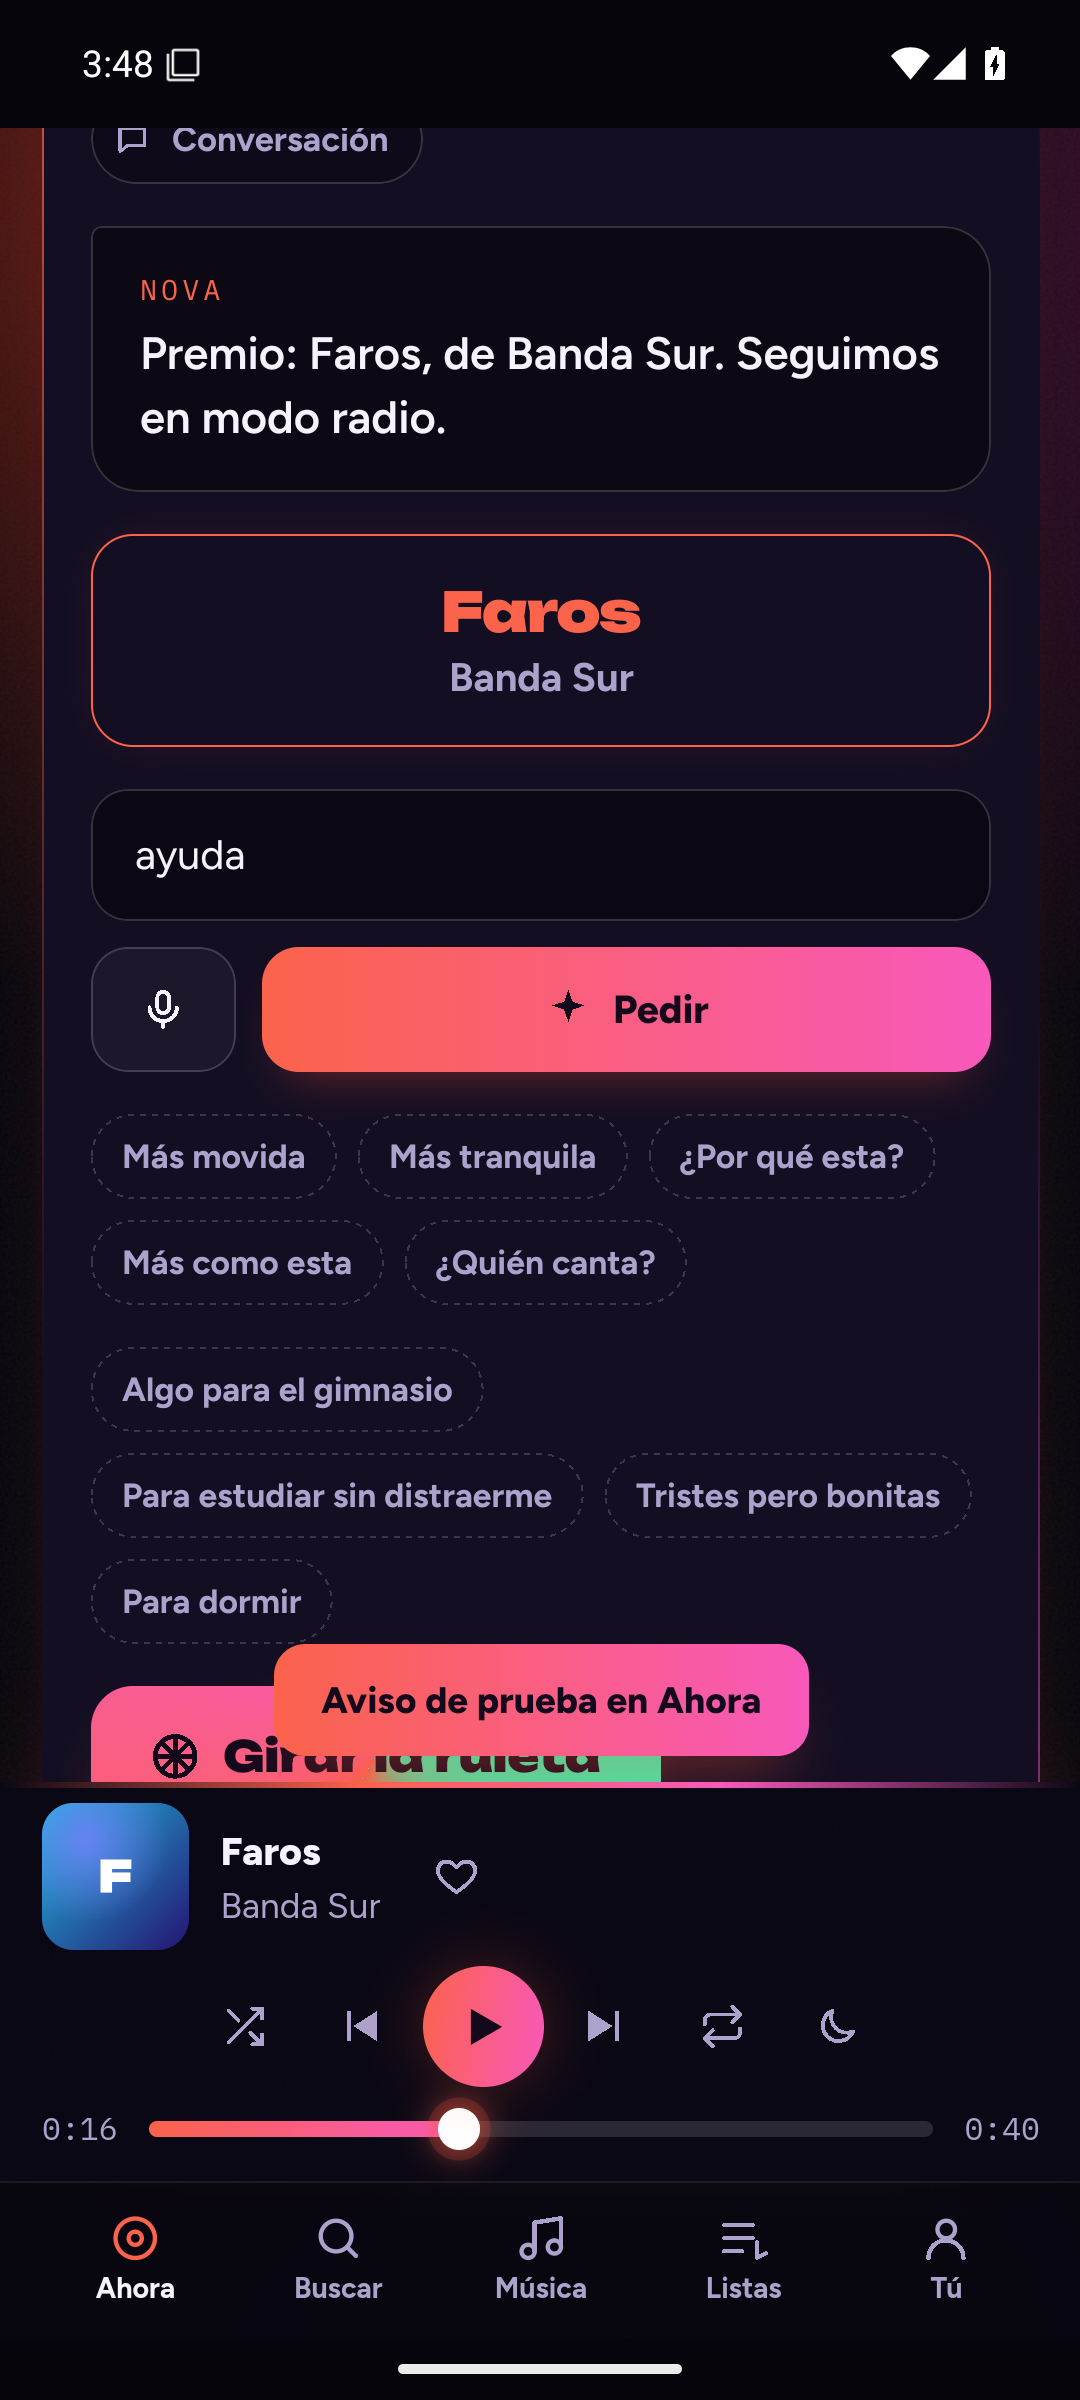 3:48
Conversación
NOVA
Premio: Faros, de Banda Sur. Seguimos
en modo radio.
Faros
Banda Sur
ayuda
Pedir
Más movida
Más tranquila
¿Por qué esta?
Más como esta
¿Quién canta?
Algo para el gimnasio
Para estudiar sin distraerme
Tristes pero bonitas
Para dormir
Aviso de prueba en Ahora
Girar la ruleta
F
Faros
Banda Sur
0:16
0:40
Ahora
Buscar
Música
Listas
Tú